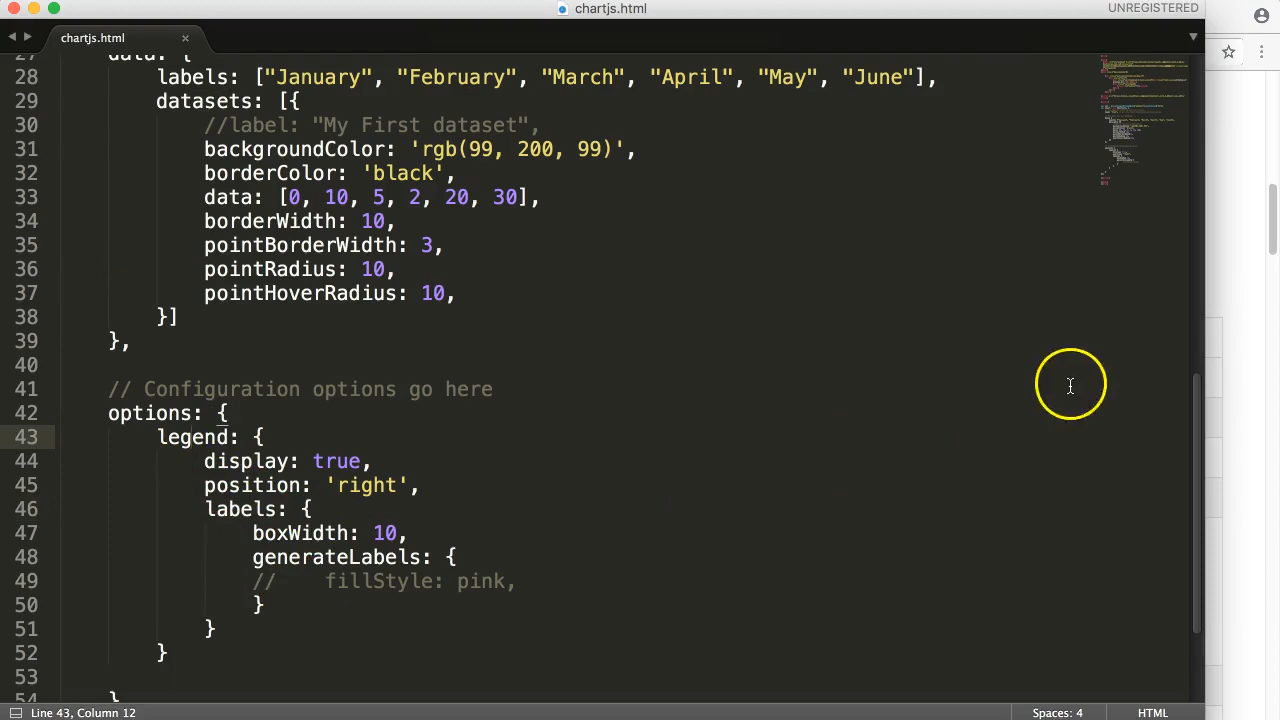 chartjs.html
UNREGISTERED
chartjs.html
27 data: {
28 labels: ["January", "February", "March", "April", "May", "June"],
29 datasets: [{
30 //label: "My First dataset",
31 backgroundColor: 'rgb(99, 200, 99)',
32 borderColor: 'black',
33 data: [0, 10, 5, 2, 20, 30],
34 borderWidth: 10,
35 pointBorderWidth: 3,
36 pointRadius: 10,
37 pointHoverRadius: 10,
38 }]
39 },
40
41 // Configuration options go here
42 options: {
43 legend: {
44 display: true,
45 position: 'right',
46 labels: {
47 boxWidth: 10,
48 generateLabels: {
49 // fillStyle: pink,
50 }
51 }
52 }
53
54 }
Line 43, Column 12
Spaces: 4
HTML